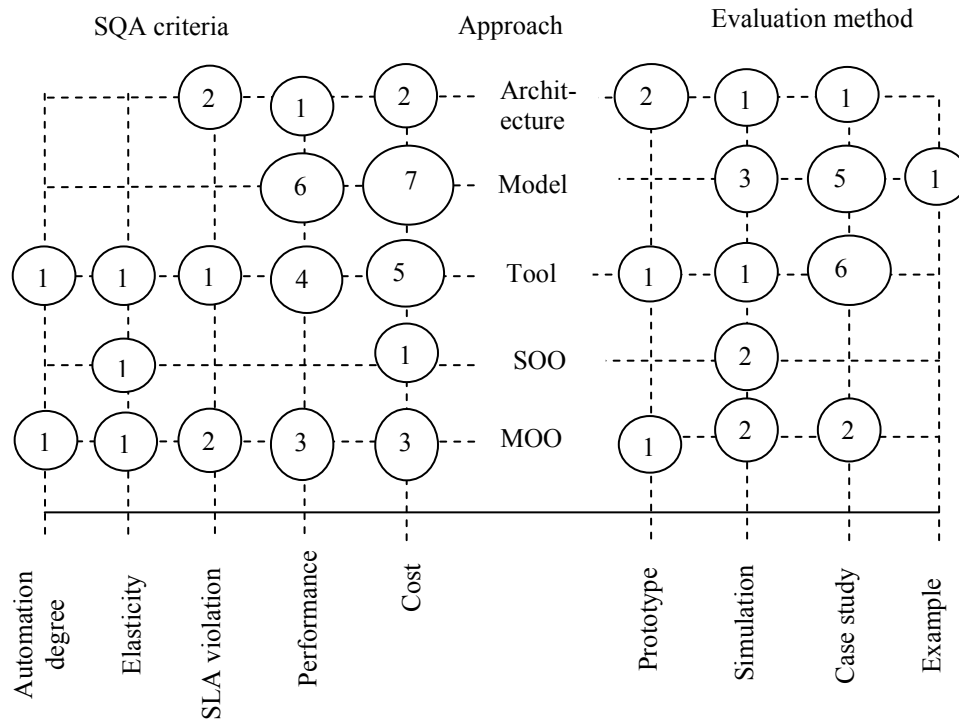 SQA criteria
Approach
Evaluation method
2 1 2
Archit-
ecture
2 1 1
6 7
Model
3 5 1
1 1 1 4 5
Tool
1 1 6
1 1
SOO
2
1 1 2 3 3
MOO
1 2 2
Automation
degree
Elasticity
SLA violation
Performance
Cost
Prototype
Simulation
Case study
Example